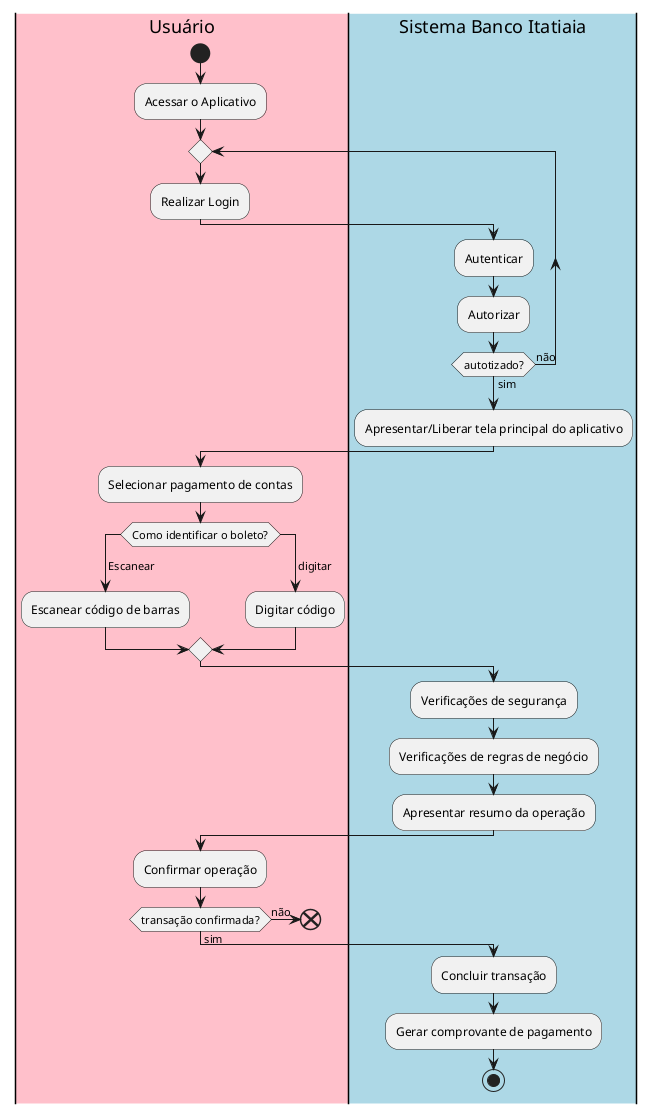 Usuário
Sistema Banco Itatiaia
Acessar o Aplicativo
Realizar Login
Autenticar
Autorizar
autotizado?
não
sim
Apresentar/Liberar tela principal do aplicativo
Selecionar pagamento de contas
Como identificar o boleto?
Escanear
digitar
Escanear código de barras
Digitar código
Verificações de segurança
Verificações de regras de negócio
Apresentar resumo da operação
Confirmar operação
transação confirmada?
não
sim
Concluir transação
Gerar comprovante de pagamento